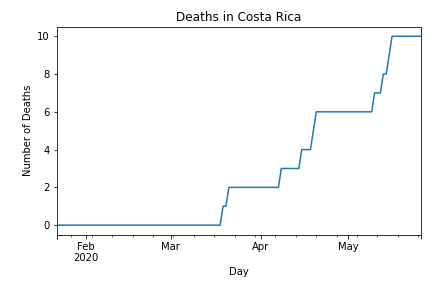 Deaths in Costa Rica
Number of Deaths
10
8
6
4
2
0
Feb
2020
Mar
Apr
May
Day